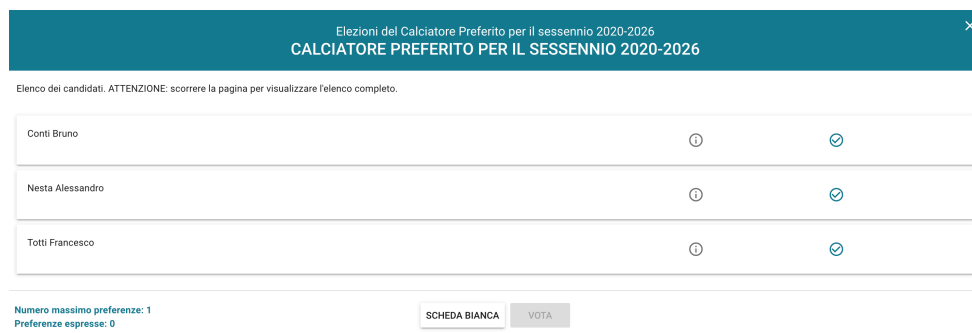 Elezioni del Calciatore Preferito per il sessennio 2020-2026
CALCIATORE PREFERITO PER IL SESSENNIO 2020-2026
Elenco dei candidati. ATTENZIONE: scorrere la pagina per visualizzare l'elenco completo.
Conti Bruno
Nesta Alessandro
Totti Francesco
Numero massimo preferenze: 1
Preferenze espresse: 0
SCHEDA BIANCA
VOTA